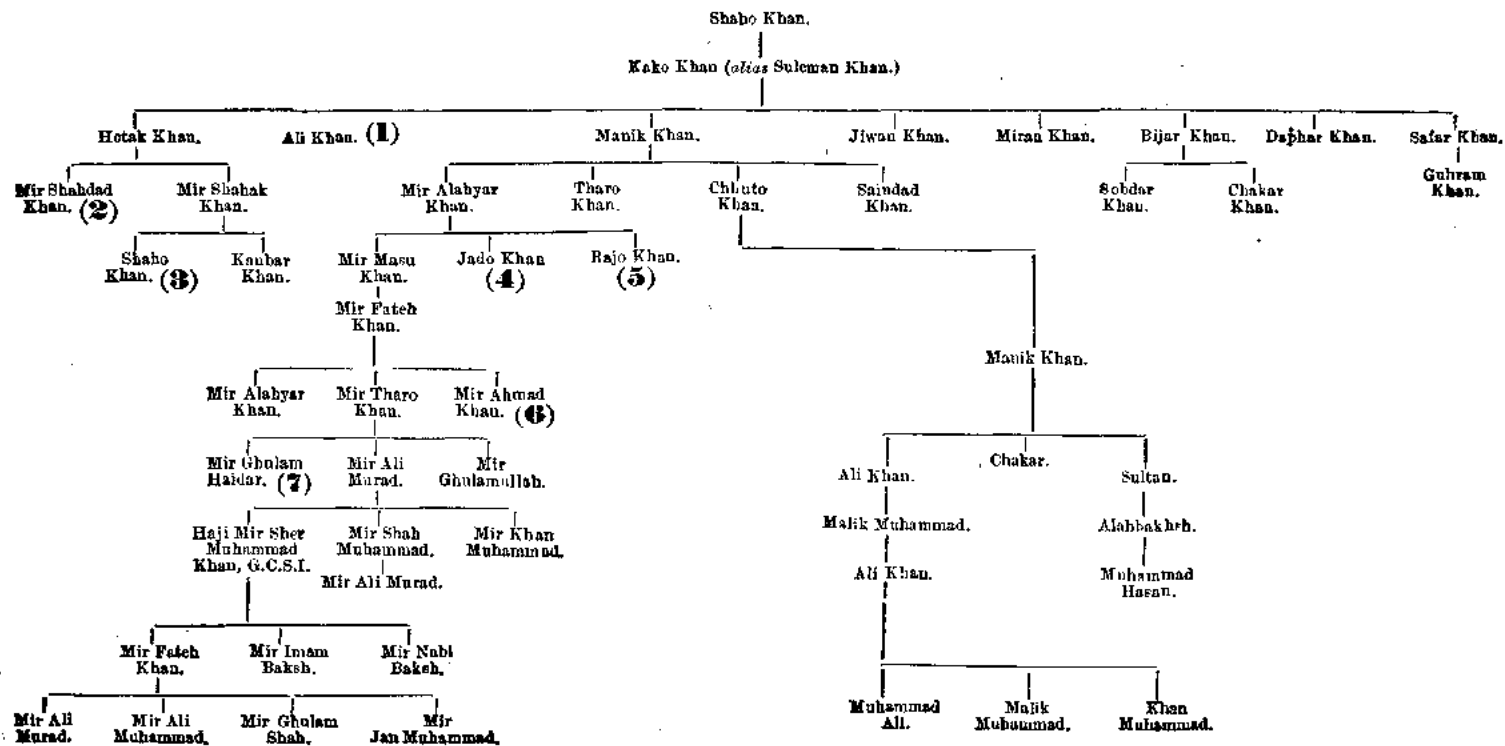 Shaho Khan.
Kako Khan (alias Suleman Khan.)
Hotak Khan. Ali Khan. (1) Manik Khan. Jiwan Khan. Miran Khan. Bijar Khan. Daphar Khan. Safar Khan.
Mir Shahdad Mir Shahak Mir Alahyar Tharo Chhuto Saindad Sobdar Chakar Guhram
Khan. (2) Khan. Khan. Khan. Khan. Khan. Khan. Khan. Khan.
Shaho Kanbar Mir Masu Jado Khan Rajo Khan.
Khan. (3) Khan. Khan. (4) (5)
Mir Fateh
Khan.
Manik Khan.
Mir Alahyar Mir Tharo Mir Ahmad
Khan. Khan. Khan. (6)
Mir Ghulam Mir Ali Mir
Haidar. (7) Murad. Ghulamullah.
Ali Khan. Chakar. Sultan.
Haji Mir Sher Mir Shah Mir Khan
Muhammad Muhammad. Muhammad.
Khan, G.C.S.I.
Malik Muhammad. Alahbakhsh.
Mir Ali Murad.
Ali Khan. Muhammad
Hasan.
Mir Fateh Mir Imam Mir Nabi
Khan. Baksh. Baksh.
Mir Ali Mir Ali Mir Ghulam Mir
Murad. Muhammad. Shah. Jan Muhammad.
Muhammad Malik Khan
Ali. Muhammad. Muhammad.